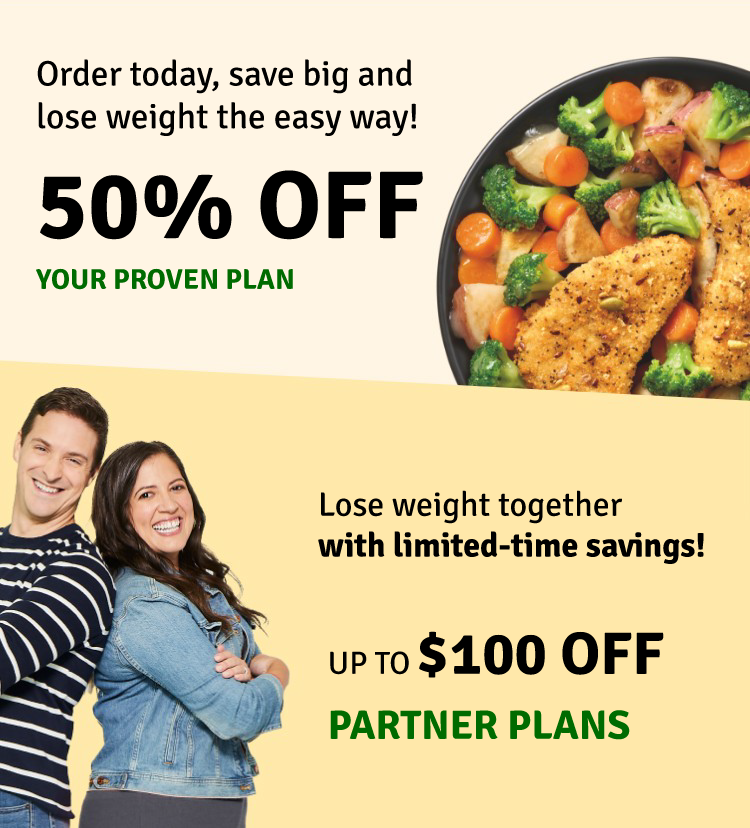 Order today, save big and
lose weight the easy way!
50% OFF
YOUR PROVEN PLAN
Lose weight together
with limited-time savings!
UP TO $100 OFF
PARTNER PLANS